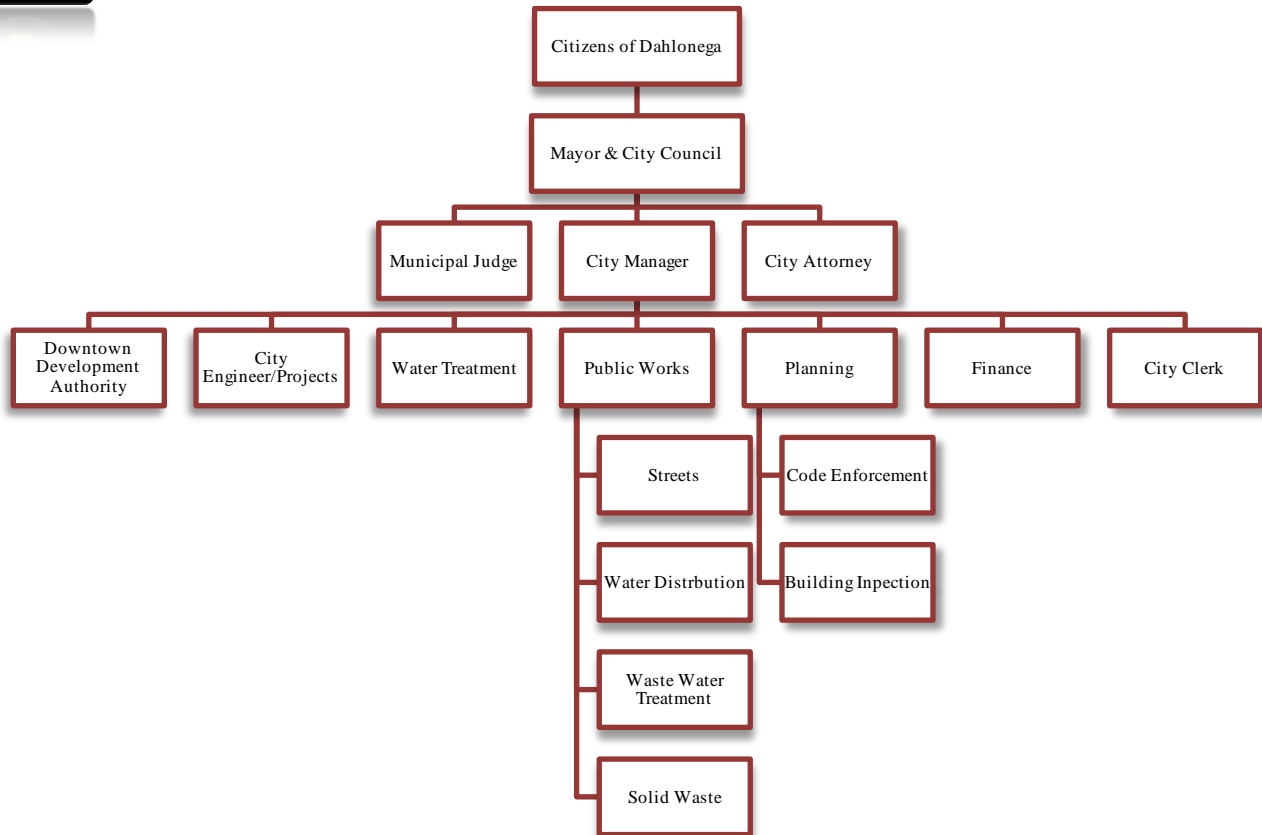 Citizens of Dahlonega
Mayor & City Council
Municipal Judge
City Manager
City Attorney
Downtown
Development
Authority
City
Engineer/Projects
Water Treatment
Public Works
Planning
Finance
City Clerk
Streets
Code Enforcement
Water Distrbution
Building Inpection
Waste Water
Treatment
Solid Waste